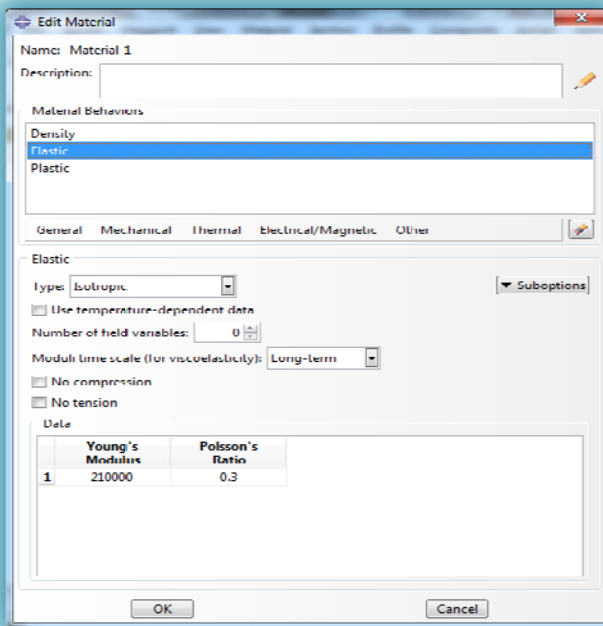 Edit Material
Name: Material 1
Description:
Material Behaviors
Density
Elastic
Plastic
General Mechanical Thermal Electrical/Magnetic Other
Elastic
Type: Isotropic Suboptions
Use temperature-dependent data
Number of field variables: 0
Moduli time scale (for viscoelasticity): Long-term
No compression
No tension
Data
Young's Poisson's
Modulus Ratio
1 210000 0.3
OK Cancel